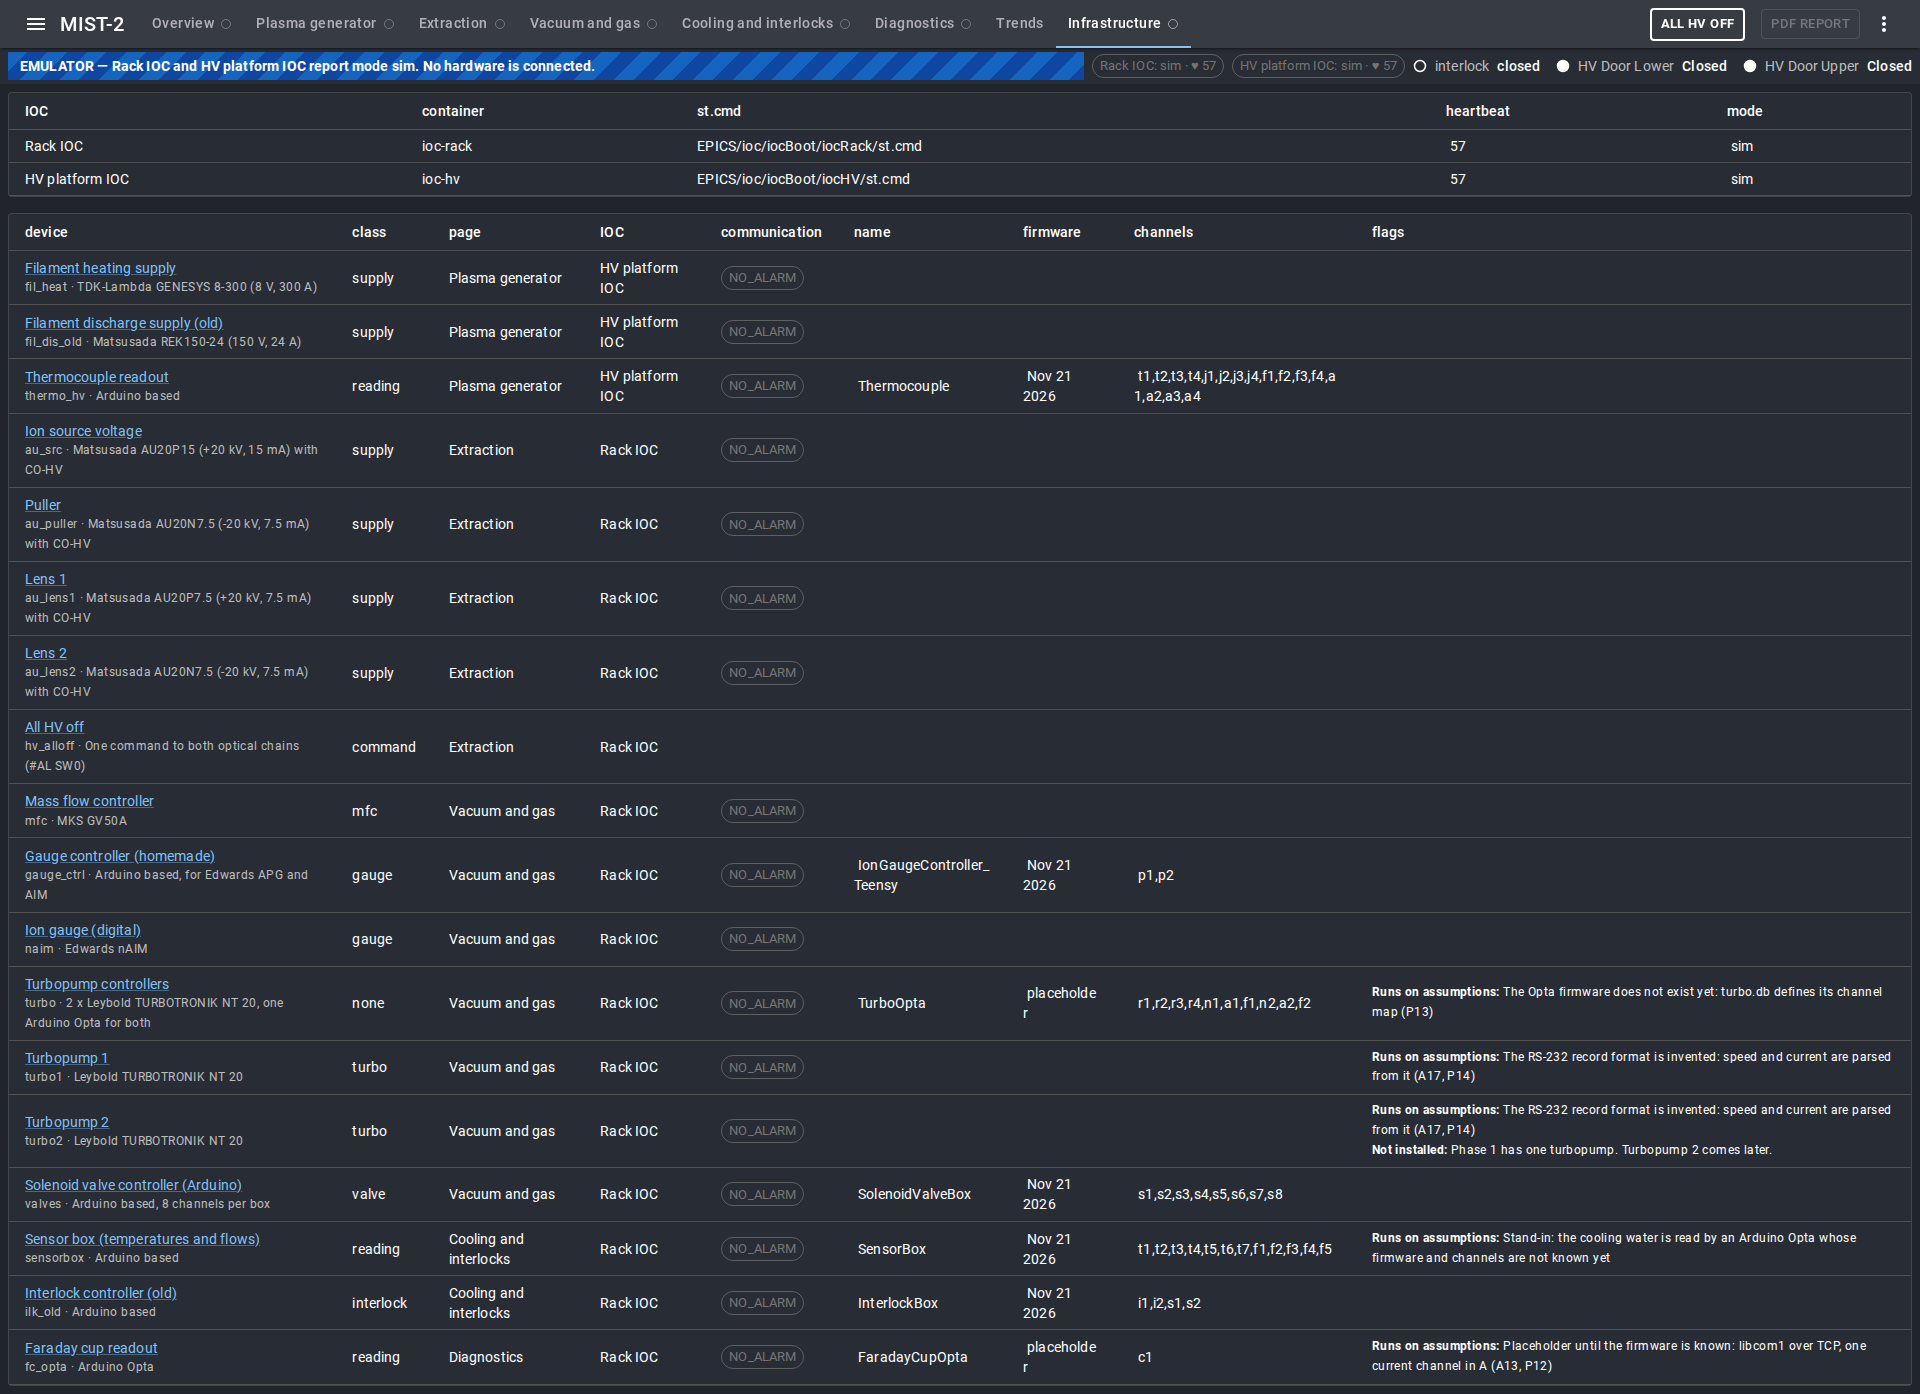 MIST-2 Overview Plasma generator Extraction Vacuum and gas Cooling and interlocks Diagnostics Trends Infrastructure ALL HV OFF PDF REPORT
EMULATOR — Rack IOC and HV platform IOC report mode sim. No hardware is connected. Rack IOC: sim · ♥ 57 HV platform IOC: sim · ♥ 57 interlock closed HV Door Lower Closed HV Door Upper Closed
IOC container st.cmd heartbeat mode
Rack IOC ioc-rack EPICS/ioc/iocBoot/iocRack/st.cmd 57 sim
HV platform IOC ioc-hv EPICS/ioc/iocBoot/iocHV/st.cmd 57 sim
device class page IOC communication name firmware channels flags
Filament heating supply
fil_heat · TDK-Lambda GENESYS 8-300 (8 V, 300 A)
supply Plasma generator
HV platform
IOC
NO_ALARM
Filament discharge supply (old)
fil_dis_old · Matsusada REK150-24 (150 V, 24 A)
supply Plasma generator
HV platform
IOC
NO_ALARM
Thermocouple readout
thermo_hv · Arduino based
reading Plasma generator
HV platform
IOC
NO_ALARM Thermocouple
Nov 21
2026
t1,t2,t3,t4,j1,j2,j3,j4,f1,f2,f3,f4,a
1,a2,a3,a4
Ion source voltage
au_src · Matsusada AU20P15 (+20 kV, 15 mA) with
CO-HV
supply Extraction Rack IOC NO_ALARM
Puller
au_puller · Matsusada AU20N7.5 (-20 kV, 7.5 mA)
with CO-HV
supply Extraction Rack IOC NO_ALARM
Lens 1
au_lens1 · Matsusada AU20P7.5 (+20 kV, 7.5 mA)
with CO-HV
supply Extraction Rack IOC NO_ALARM
Lens 2
au_lens2 · Matsusada AU20N7.5 (-20 kV, 7.5 mA)
with CO-HV
supply Extraction Rack IOC NO_ALARM
All HV off
hv_alloff · One command to both optical chains
(#AL SW0)
command Extraction Rack IOC
Mass flow controller
mfc · MKS GV50A
mfc Vacuum and gas Rack IOC NO_ALARM
Gauge controller (homemade)
gauge_ctrl · Arduino based, for Edwards APG and
AIM
gauge Vacuum and gas Rack IOC NO_ALARM
IonGaugeController_
Teensy
Nov 21
2026
p1,p2
Ion gauge (digital)
naim · Edwards nAIM
gauge Vacuum and gas Rack IOC NO_ALARM
Turbopump controllers
turbo · 2 x Leybold TURBOTRONIK NT 20, one
Arduino Opta for both
none Vacuum and gas Rack IOC NO_ALARM TurboOpta
placeholde
r
r1,r2,r3,r4,n1,a1,f1,n2,a2,f2
Runs on assumptions: The Opta firmware does not exist yet: turbo.db defines its channel
map (P13)
Turbopump 1
turbo1 · Leybold TURBOTRONIK NT 20
turbo Vacuum and gas Rack IOC NO_ALARM
Runs on assumptions: The RS-232 record format is invented: speed and current are parsed
from it (A17, P14)
Turbopump 2
turbo2 · Leybold TURBOTRONIK NT 20
turbo Vacuum and gas Rack IOC NO_ALARM
Runs on assumptions: The RS-232 record format is invented: speed and current are parsed
from it (A17, P14)
Not installed: Phase 1 has one turbopump. Turbopump 2 comes later.
Solenoid valve controller (Arduino)
valves · Arduino based, 8 channels per box
valve Vacuum and gas Rack IOC NO_ALARM SolenoidValveBox
Nov 21
2026
s1,s2,s3,s4,s5,s6,s7,s8
Sensor box (temperatures and flows)
sensorbox · Arduino based
reading
Cooling and
interlocks
Rack IOC NO_ALARM SensorBox
Nov 21
2026
t1,t2,t3,t4,t5,t6,t7,f1,f2,f3,f4,f5
Runs on assumptions: Stand-in: the cooling water is read by an Arduino Opta whose
firmware and channels are not known yet
Interlock controller (old)
ilk_old · Arduino based
interlock
Cooling and
interlocks
Rack IOC NO_ALARM InterlockBox
Nov 21
2026
i1,i2,s1,s2
Faraday cup readout
fc_opta · Arduino Opta
reading Diagnostics Rack IOC NO_ALARM FaradayCupOpta
placeholde
r
c1
Runs on assumptions: Placeholder until the firmware is known: libcom1 over TCP, one
current channel in A (A13, P12)